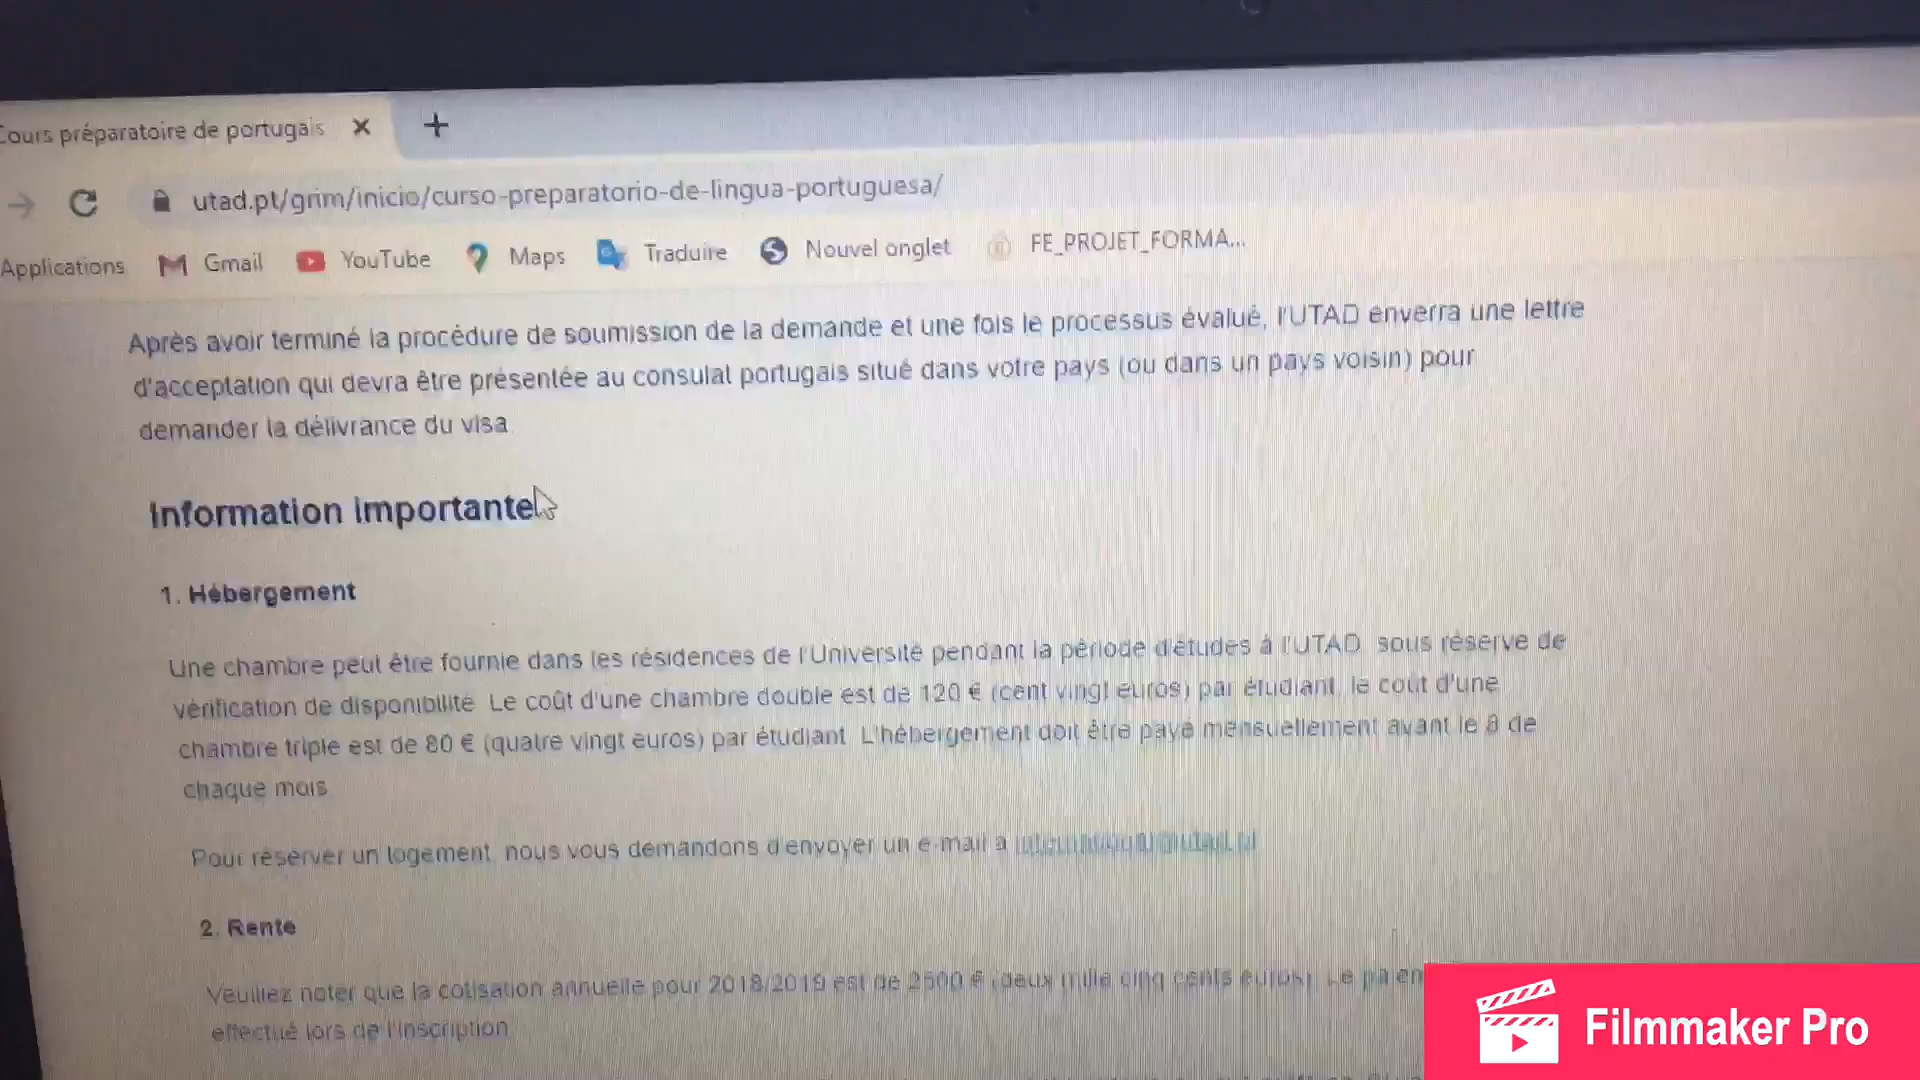 Cours préparatoire de portugais
utad.pt/grim/inicio/curso-preparatorio-de-lingua-portuguesa/
Applications Gmail YouTube Maps Traduire Nouvel onglet FE_PROJET_FORMA...
Après avoir terminé la procédure de soumission de la demande et une fois le processus évalué, l'UTAD enverra une lettre
d'acceptation qui devra être présentée au consulat portugais situé dans votre pays (ou dans un pays voisin) pour
demander la délivrance du visa
Information importante
1. Hébergement
Une chambre peut être fournie dans les résidences de l'Université pendant la période d'études à l'UTAD sous réserve de
vérification de disponibilité Le coût d'une chambre double est de 120 € (cent vingt euros) par étudiant, le coût d'une
chambre triple est de 80 € (quatre vingt euros) par étudiant L'hébergement doit être payé mensuellement avant le 8 de
chaque mois
Pour réserver un logement, nous vous demandons d'envoyer un e-mail à
2. Rente
Veuillez noter que la cotisation annuelle pour 2018/2019 est de 2500 € (deux mille cinq cents euros). Le
effectué lors de l'inscription
Filmmaker Pro